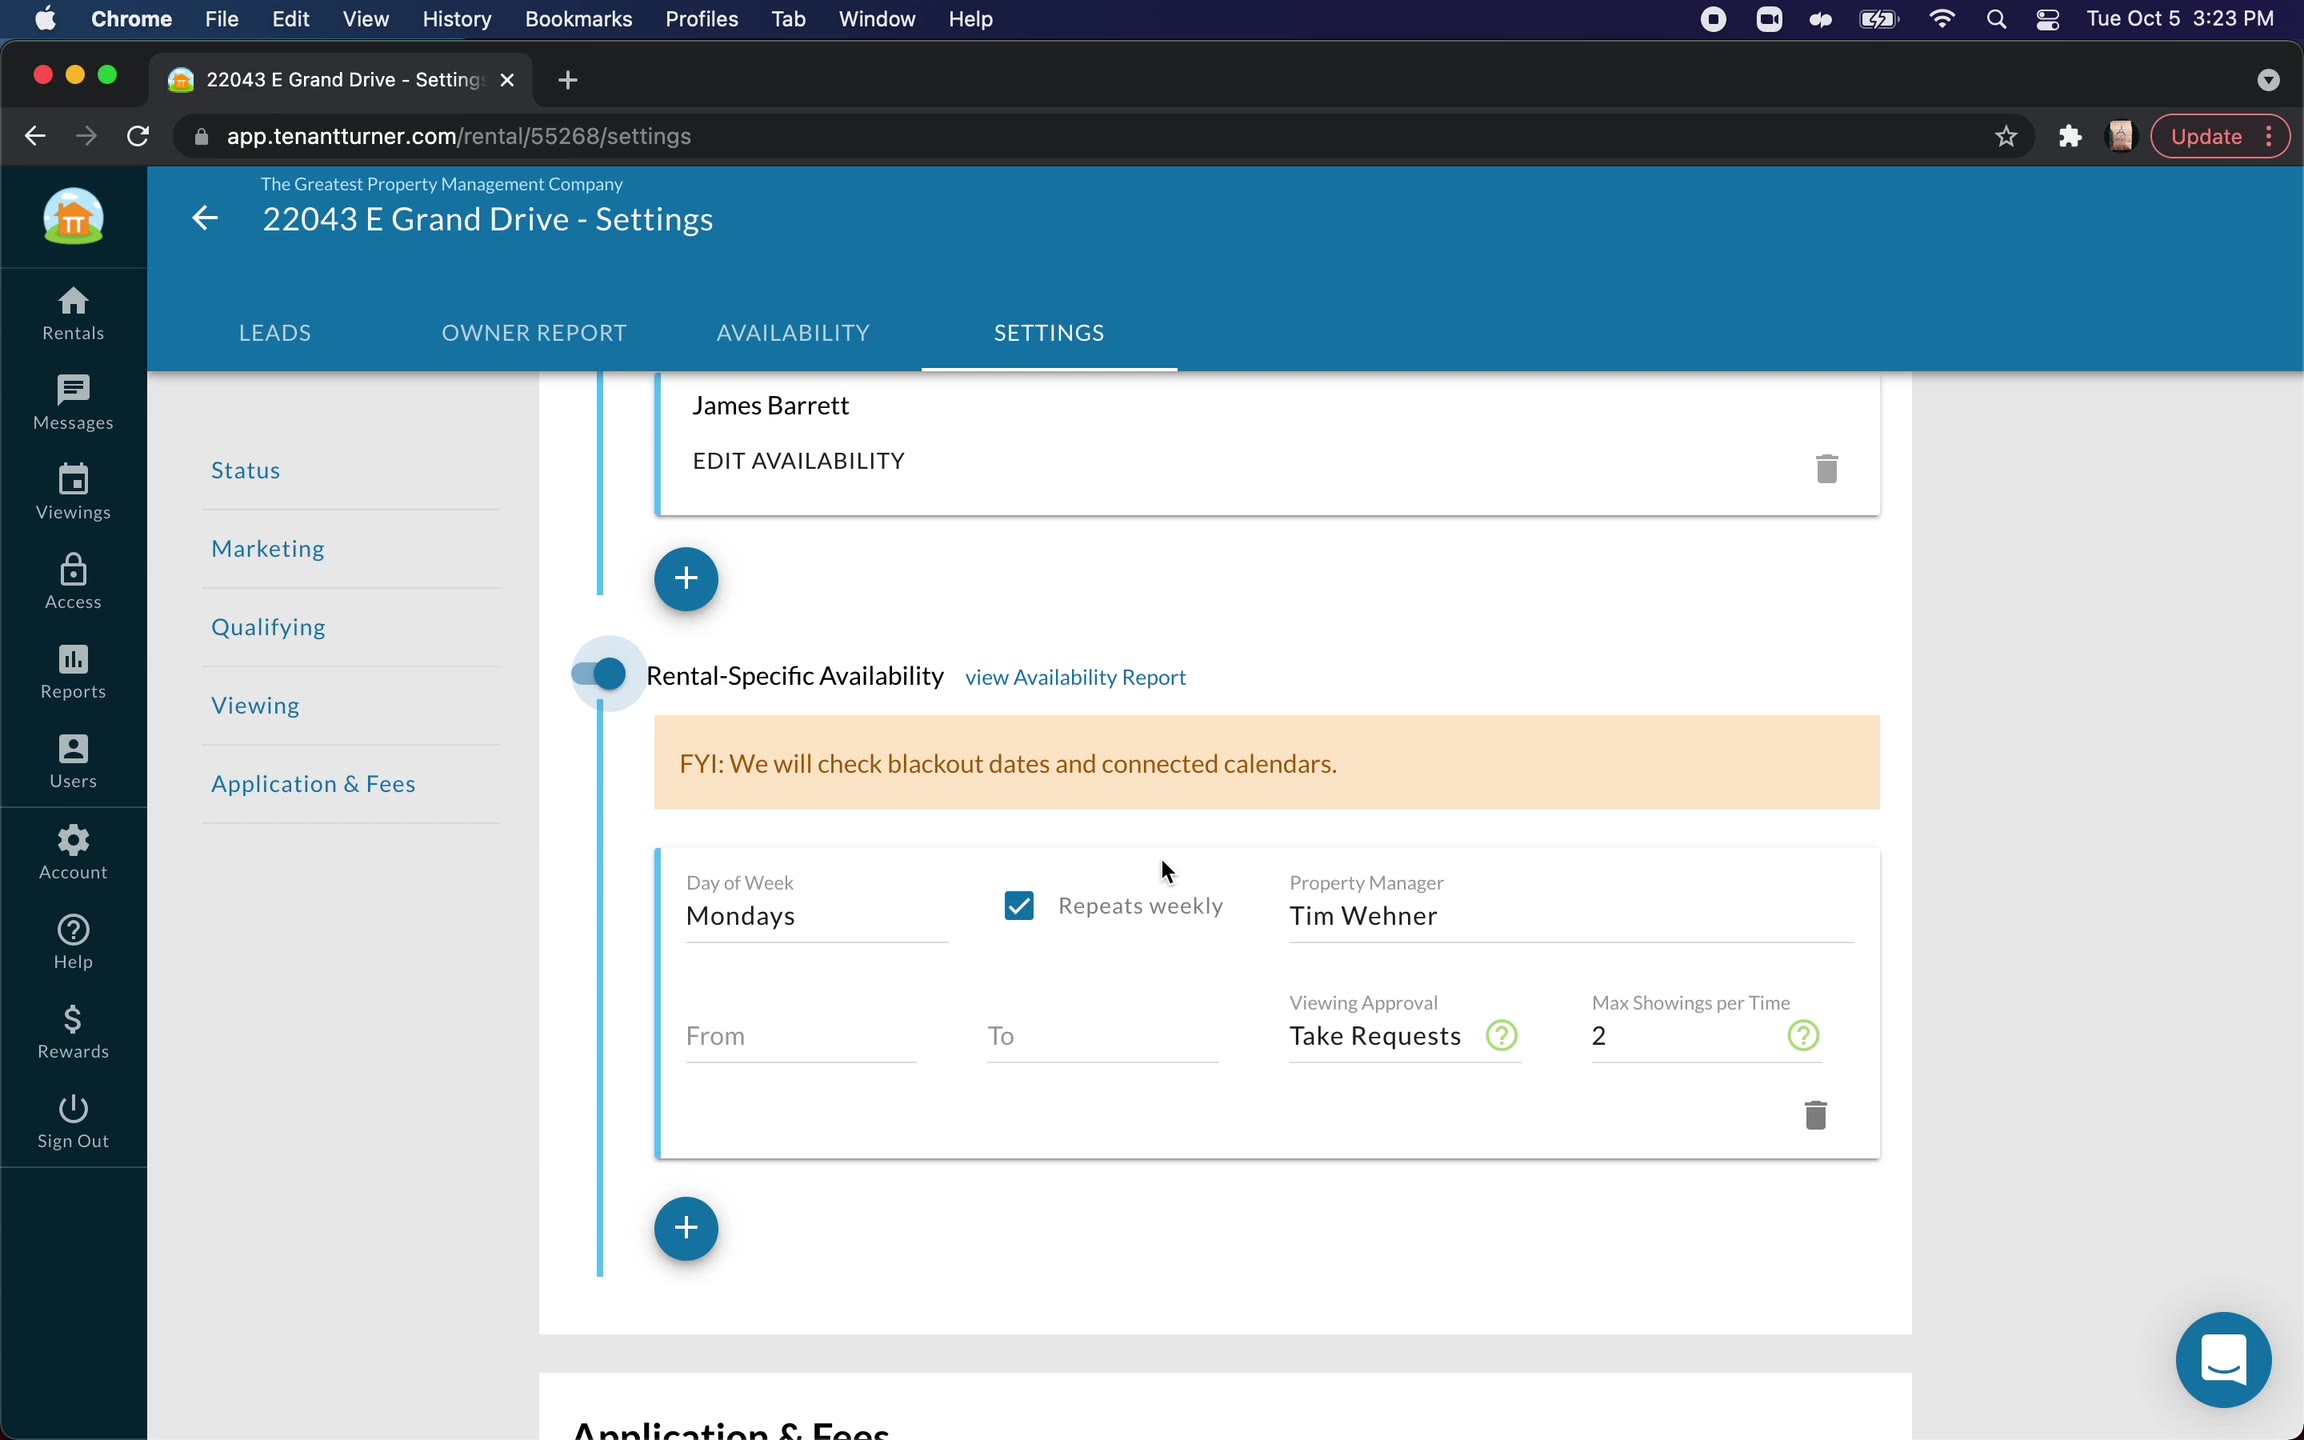 Chrome File Edit View History Bookmarks Profiles Tab Window Help Tue Oct 5 3:23 PM
22043 E Grand Drive - Settings
app.tenantturner.com/rental/55268/settings Update
The Greatest Property Management Company
22043 E Grand Drive - Settings
LEADS OWNER REPORT AVAILABILITY SETTINGS
Rentals
Messages
Viewings
Access
Reports
Users
Account
Help
Rewards
Sign Out
Status
Marketing
Qualifying
Viewing
Application & Fees
James Barrett
EDIT AVAILABILITY
Rental-Specific Availability view Availability Report
FYI: We will check blackout dates and connected calendars.
Day of Week
Mondays
Repeats weekly
Property Manager
Tim Wehner
From
To
Viewing Approval
Take Requests
Max Showings per Time
2
Application & Fees